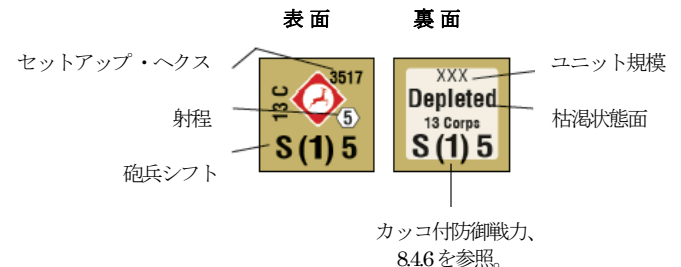 表 面
裏 面
セットアップ・ヘクス
射程
砲兵シフト
3517
13 C
5
S (1) 5
XXX
Depleted
13 Corps
S (1) 5
ユニット規模
枯渇状態面
カッコ付防御戦力、
8.4.6 を参照。